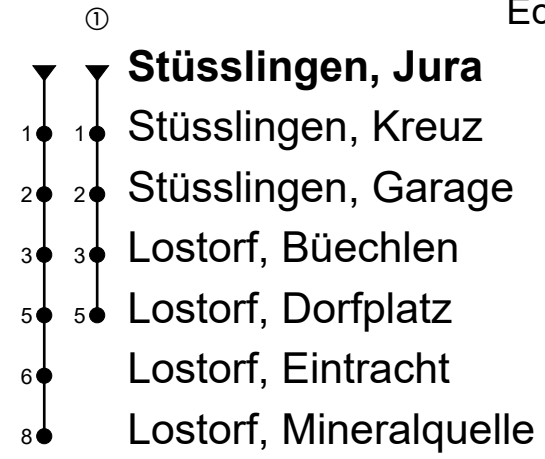 ① Ec
Stüsslingen, Jura
1 1 Stüsslingen, Kreuz
2 2 Stüsslingen, Garage
3 3 Lostorf, Büechlen
5 5 Lostorf, Dorfplatz
6 Lostorf, Eintracht
8 Lostorf, Mineralquelle